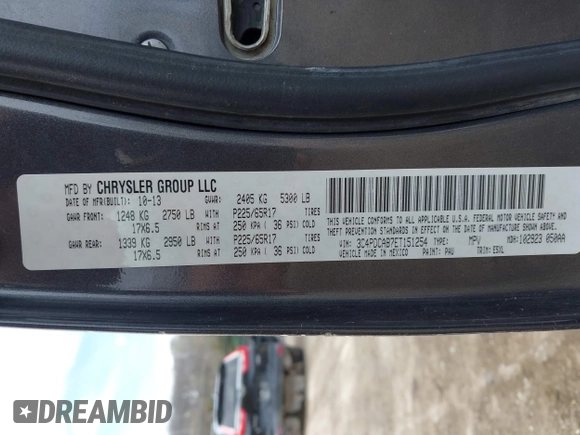 MFD BY CHRYSLER GROUP LLC
DATE OF MFR(BUILT): 10-13 GVWR: 2405 KG 5300 LB
GAWR FRONT: 1248 KG 2750 LB WITH P225/65R17 TIRES
17X6.5 RIMS AT 250 KPA ( 36 PSI) COLD
GAWR REAR: 1339 KG 2950 LB WITH P225/65R17 TIRES
17X6.5 RIMS AT 250 KPA ( 36 PSI) COLD
THIS VEHICLE CONFORMS TO ALL APPLICABLE U.S.A. FEDERAL MOTOR VEHICLE SAFETY AND
THEFT PREVENTION STANDARDS IN EFFECT ON THE DATE OF MANUFACTURE SHOWN ABOVE.
VIN: 3C4PDCAB7ET151254 TYPE: MPV MDH: 102923 050AA
VEHICLE MADE IN MEXICO PAINT: PAU TRIM: E5XL
DREAMBID